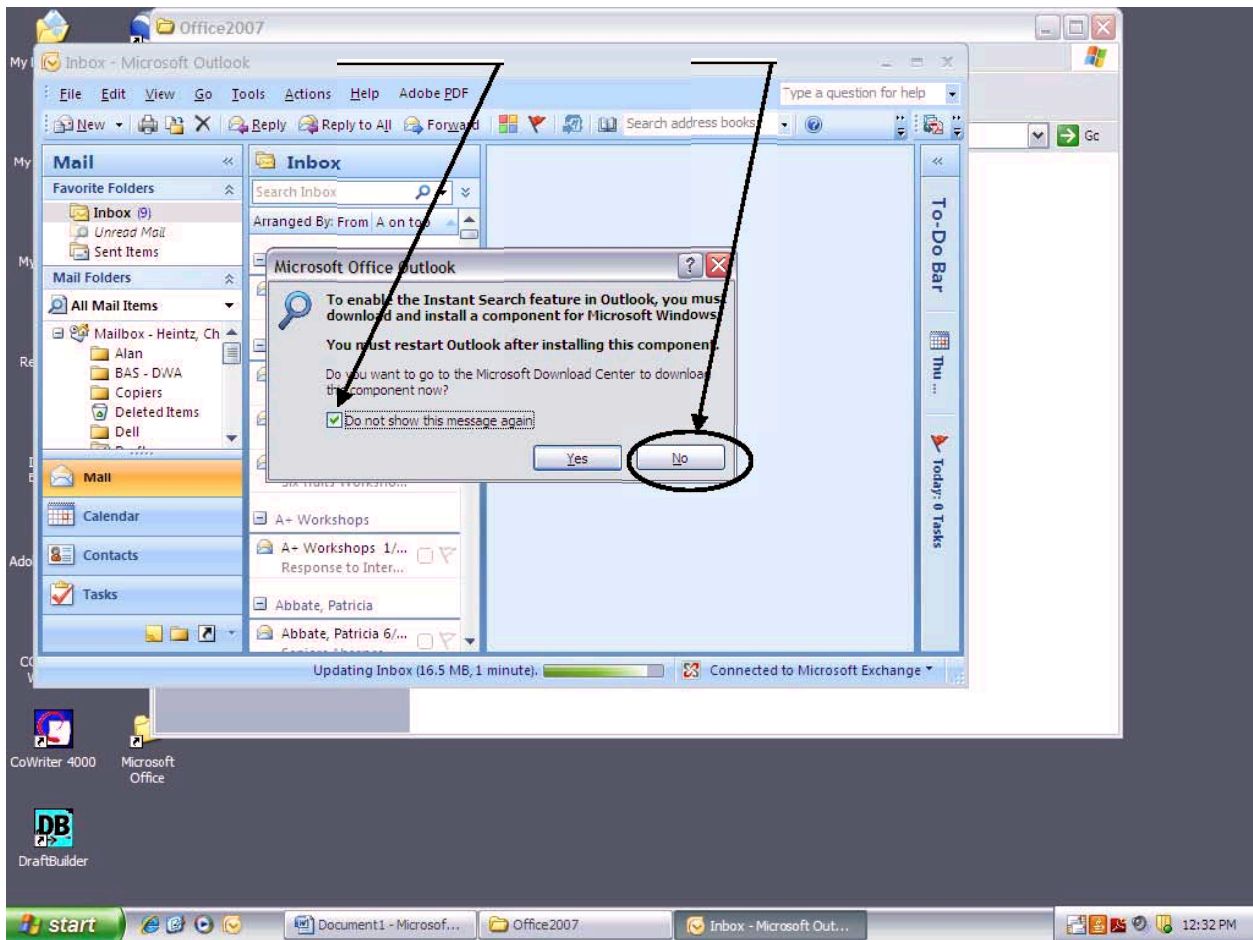 Office2007
My
Inbox - Microsoft Outlook
File Edit View Go Tools Actions Help Adobe PDF
Type a question for help
New
Reply Reply to All Forward
Search address books
Gc
My
Mail
Favorite Folders
Inbox (9)
Unread Mail
Sent Items
Mail Folders
All Mail Items
Mailbox - Heintz, Ch
Alan
BAS - DWA
Copiers
Deleted Items
Dell
Mail
Calendar
Contacts
Tasks
Inbox
Search Inbox
Arranged By: From A on top
Microsoft Office Outlook
To enable the Instant Search feature in Outlook, you must
download and install a component for Microsoft Windows.
You must restart Outlook after installing this component.
Do you want to go to the Microsoft Download Center to download
this component now?
Do not show this message again
Yes No
A+ Workshops
A+ Workshops 1/...
Response to Inter...
Abbate, Patricia
Abbate, Patricia 6/...
To-Do Bar
Thu ...
Today: 0 Tasks
Updating Inbox (16.5 MB, 1 minute).
Connected to Microsoft Exchange
My
Re
Ado
CoWriter 4000
Microsoft
Office
DraftBuilder
start
Document1 - Microsof...
Office2007
Inbox - Microsoft Out...
12:32 PM